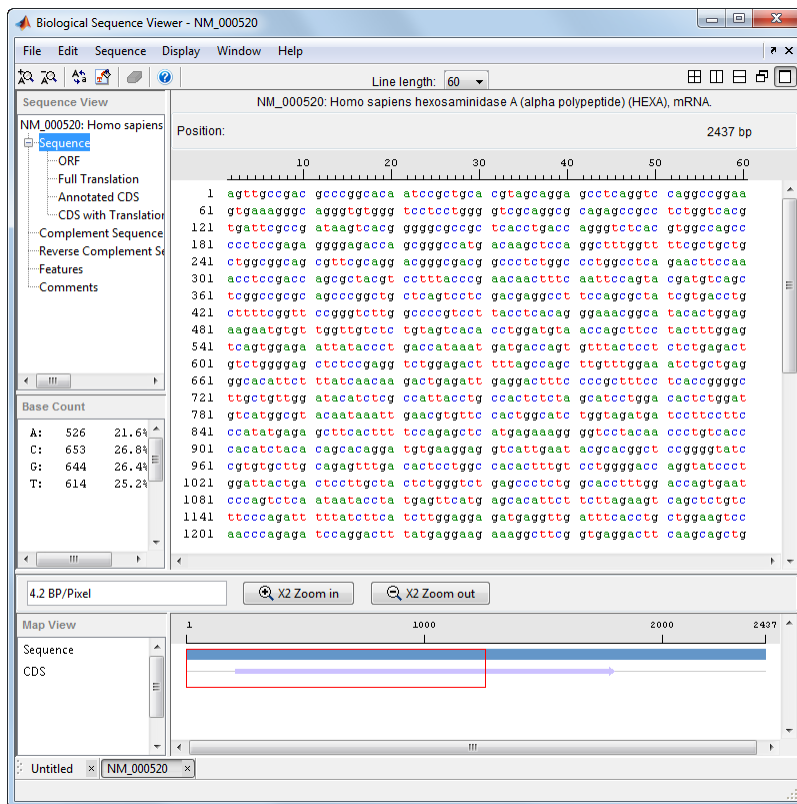 Biological Sequence Viewer - NM_000520
File Edit Sequence Display Window Help
Line length: 60
Sequence View
NM_000520: Homo sapiens
Sequence
ORF
Full Translation
Annotated CDS
CDS with Translation
Complement Sequence
Reverse Complement Se
Features
Comments
Base Count
A: 526 21.6%
C: 653 26.8%
G: 644 26.4%
T: 614 25.2%
NM_000520: Homo sapiens hexosaminidase A (alpha polypeptide) (HEXA), mRNA.
Position: 2437 bp
10 20 30 40 50 60
1 agttgccgac gcccggcaca atccgctgca cgtagcagga gcctcaggtc caggccggaa
61 gtgaaagggc agggtgtggg tcctcctggg gtcgcaggcg cagagccgcc tctggtcacg
121 tgattcgccg ataagtcacg ggggcgccgc tcacctgacc agggtctcac gtggccagcc
181 ccctccgaga ggggagacca gcgggccatg acaagctcca ggctttggtt ttcgctgctg
241 ctggcggcag cgttcgcagg acgggcgacg gccctctggc cctggcctca gaacttccaa
301 acctccgacc agcgctacgt cctttacccg aacaactttc aattccagta cgatgtcagc
361 tcggccgcgc agcccggctg ctcagtcctc gacgaggcct tccagcgcta tcgtgacctg
421 cttttcggtt ccgggtcttg gccccgtcct tacctcacag ggaaacggca tacactggag
481 aagaatgtgt tggttgtctc tgtagtcaca cctggatgta accagcttcc tactttggag
541 tcagtggaga attataccct gaccataaat gatgaccagt gtttactcct ctctgagact
601 gtctggggag ctctccgagg tctggagact tttagccagc ttgtttggaa atctgctgag
661 ggcacattct ttatcaacaa gactgagatt gaggactttc cccgctttcc tcaccggggc
721 ttgctgttgg atacatctcg ccattacctg ccactctcta gcatcctgga cactctggat
781 gtcatggcgt acaataaatt gaacgtgttc cactggcatc tggtagatga tccttccttc
841 ccatatgaga gcttcacttt tccagagctc atgagaaagg ggtcctacaa ccctgtcacc
901 cacatctaca cagcacagga tgtgaaggag gtcattgaat acgcacggct ccggggtatc
961 cgtgtgcttg cagagtttga cactcctggc cacactttgt cctggggacc aggtatccct
1021 ggattactga ctccttgcta ctctgggtct gagccctctg gcacctttgg accagtgaat
1081 cccagtctca ataataccta tgagttcatg agcacattct tcttagaagt cagctctgtc
1141 ttcccagatt tttatcttca tcttggagga gatgaggttg atttcacctg ctggaagtcc
1201 aacccagaga tccaggactt tatgaggaag aaaggcttcg gtgaggactt caagcagctg
4.2 BP/Pixel X2 Zoom in X2 Zoom out
Map View
Sequence
CDS
1 1000 2000 2437
Untitled NM_000520